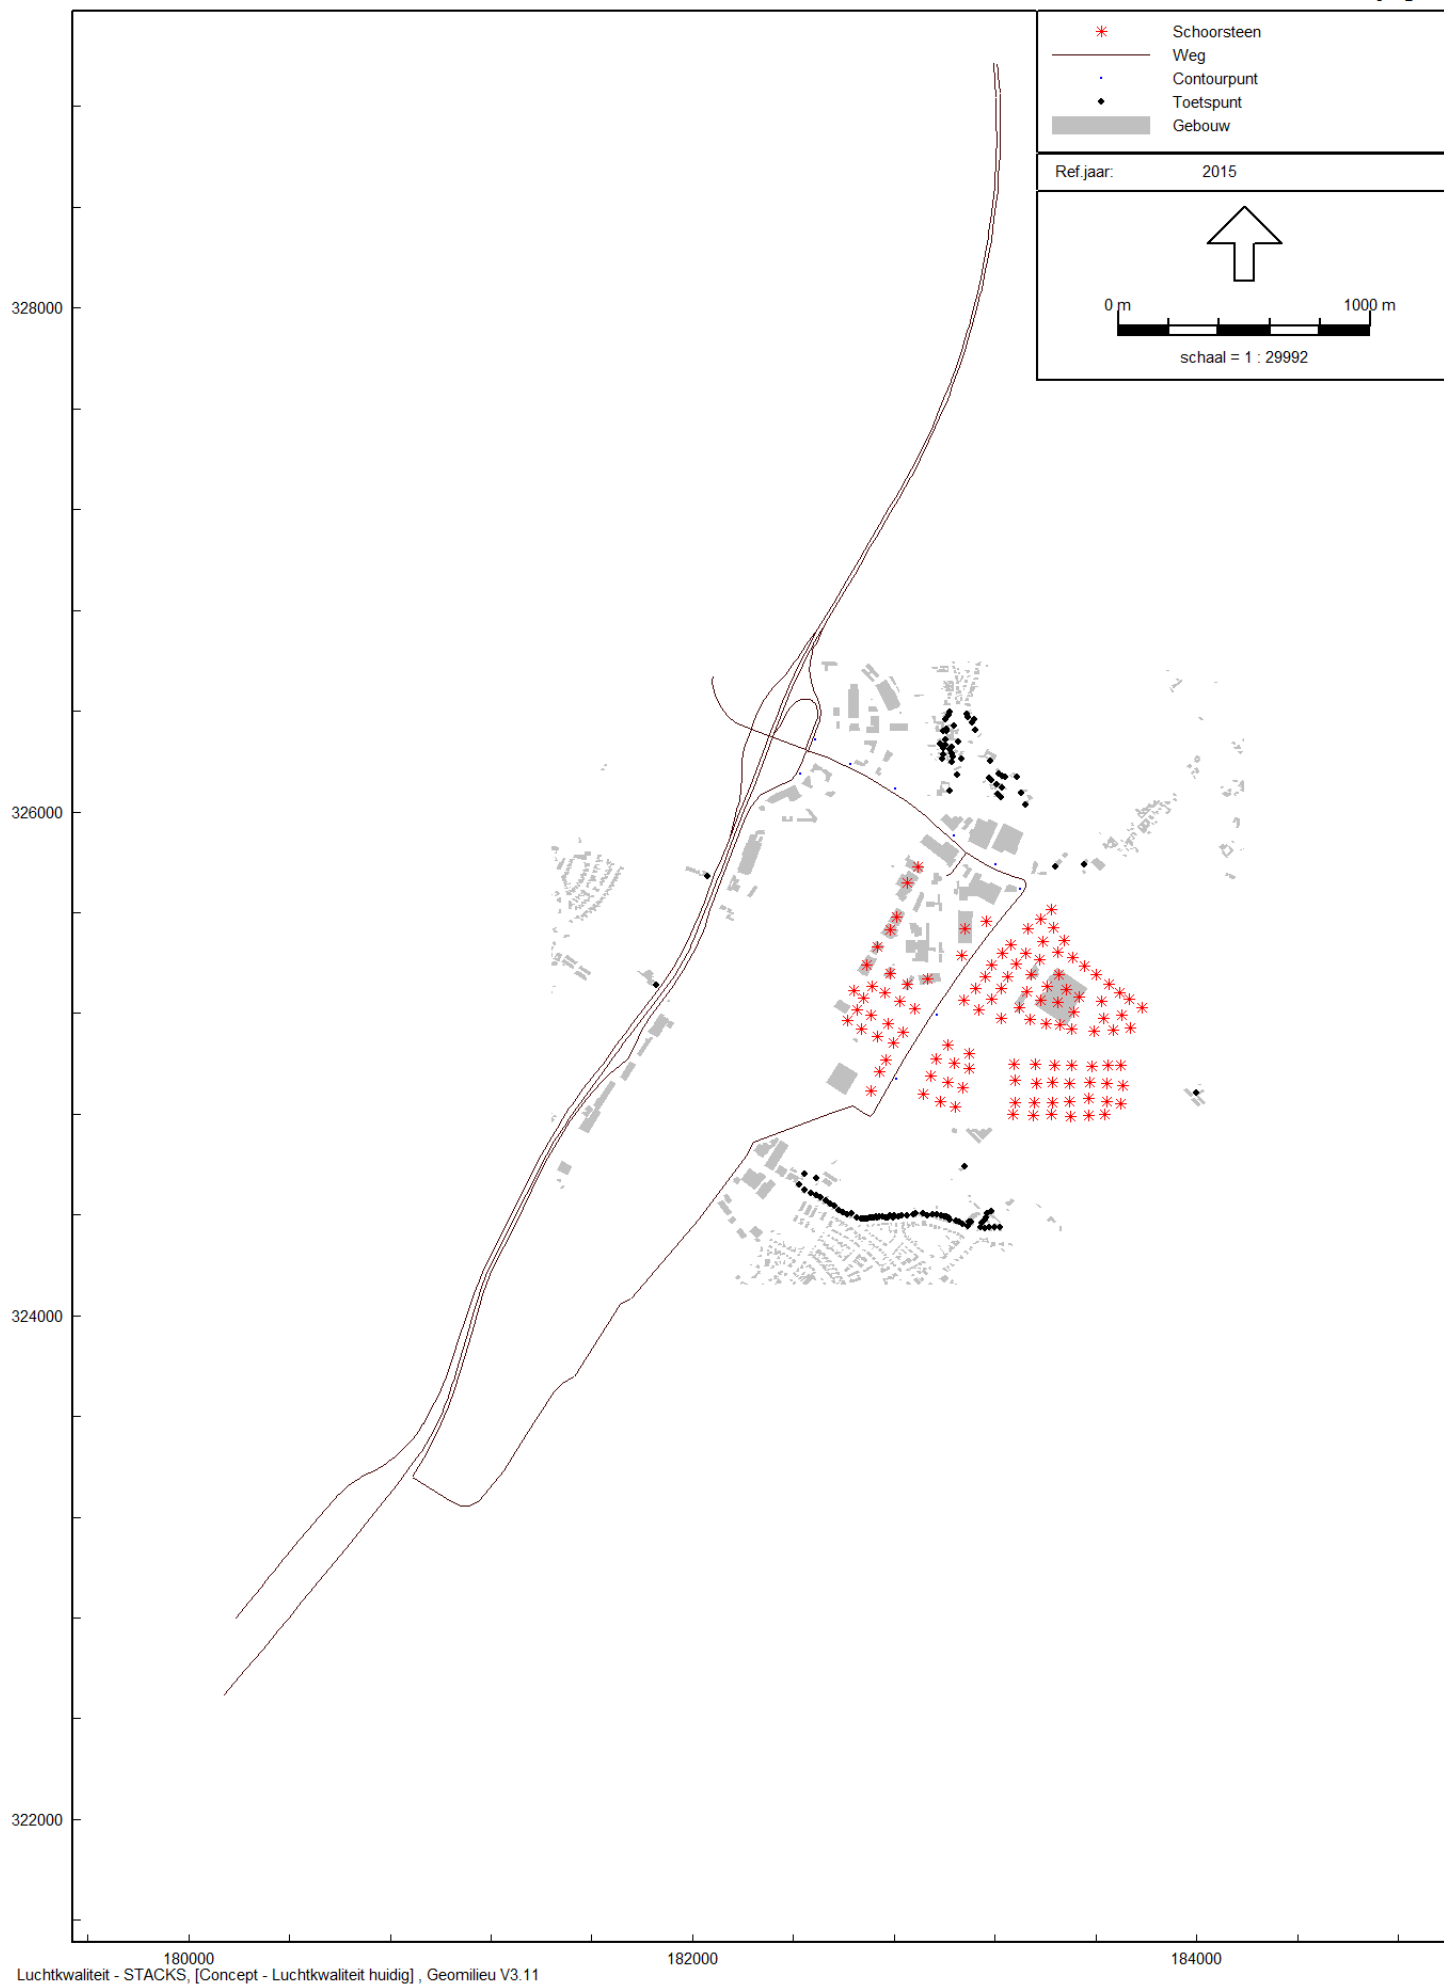 Schoorsteen
Weg
Contourpunt
Toetspunt
Gebouw
Ref.jaar: 2015
0 m 1000 m
schaal = 1 : 29992
328000
326000
324000
322000
180000 182000 184000
Luchtkwaliteit - STACKS, [Concept - Luchtkwaliteit huidig] , Geomilieu V3.11